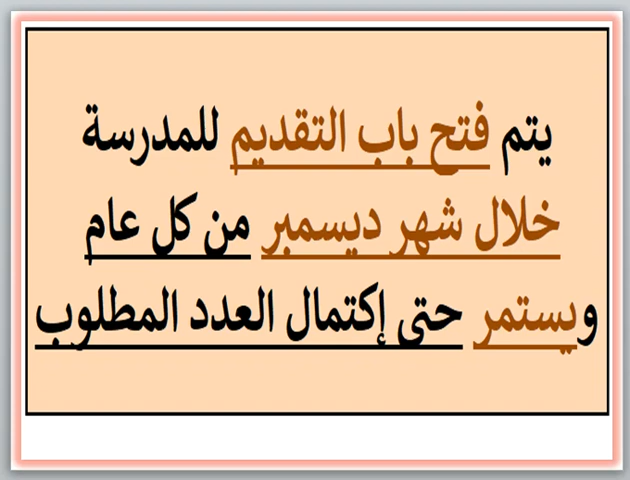 يتم فتح باب التقديم للمدرسة
خلال شهر ديسمبر من كل عام
ويستمر حتى إكتمال العدد المطلوب